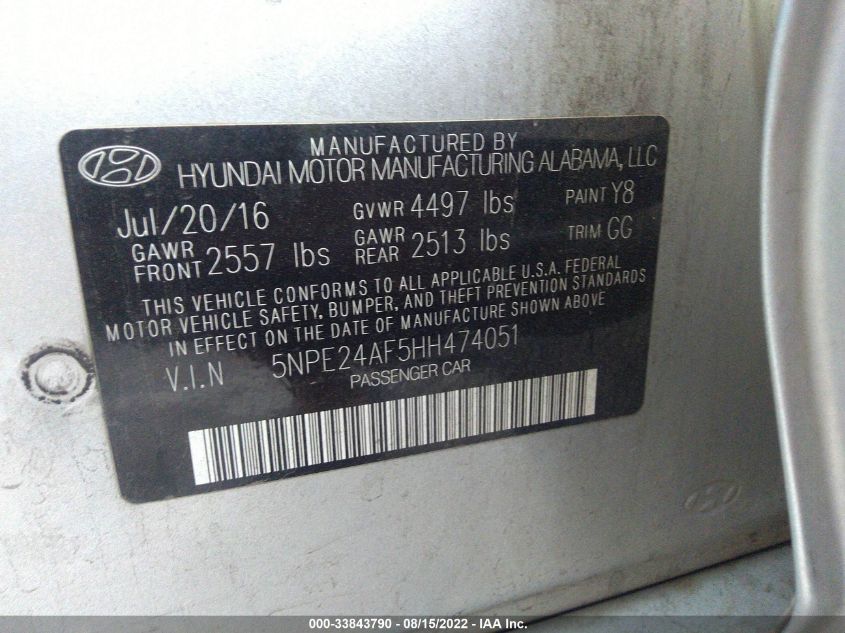 MANUFACTURED BY
HYUNDAI MOTOR MANUFACTURING ALABAMA, LLC
Jul/20/16 GVWR 4497 lbs PAINT Y8
GAWR FRONT 2557 lbs GAWR REAR 2513 lbs TRIM GG
THIS VEHICLE CONFORMS TO ALL APPLICABLE U.S.A. FEDERAL
MOTOR VEHICLE SAFETY, BUMPER, AND THEFT PREVENTION STANDARDS
IN EFFECT ON THE DATE OF MANUFACTURE SHOWN ABOVE
V.I.N 5NPE24AF5HH474051
PASSENGER CAR
000-33843790 - 08/15/2022 - IAA Inc.